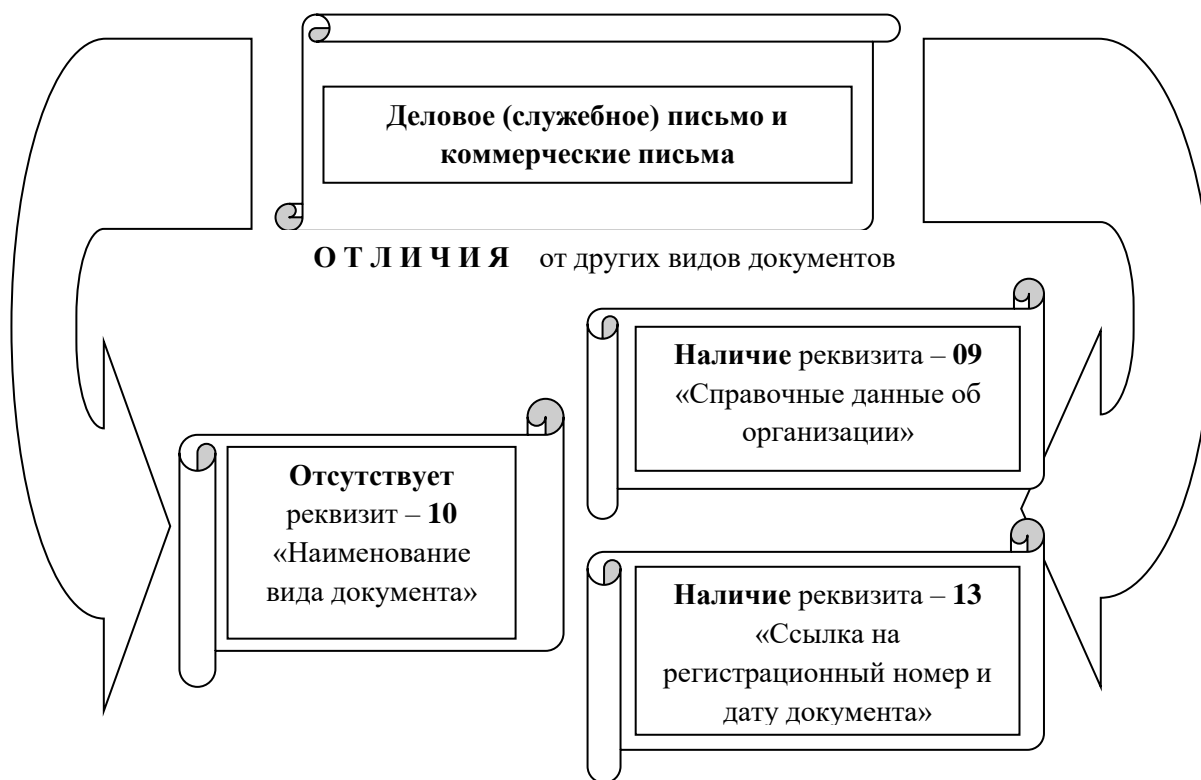 Деловое (служебное) письмо и
коммерческие письма
О Т Л И Ч И Я от других видов документов
Наличие реквизита – 09
«Справочные данные об
организации»
Отсутствует
реквизит – 10
«Наименование
вида документа»
Наличие реквизита – 13
«Ссылка на
регистрационный номер и
дату документа»